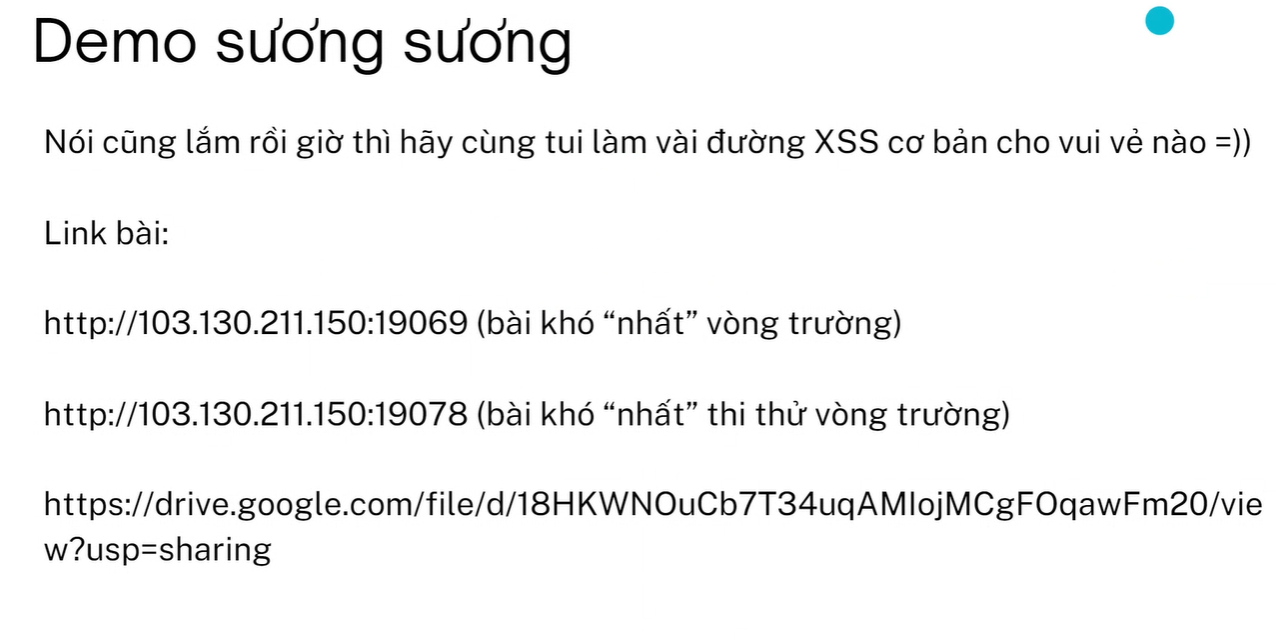 Demo sương sương
Nói cũng lắm rồi giờ thì hãy cùng tui làm vài đường XSS cơ bản cho vui vẻ nào =))
Link bài:
http://103.130.211.150:19069 (bài khó “nhất” vòng trường)
http://103.130.211.150:19078 (bài khó “nhất” thi thử vòng trường)
https://drive.google.com/file/d/18HKWNOuCb7T34uqAMIojMCgFOqawFm20/vie
w?usp=sharing